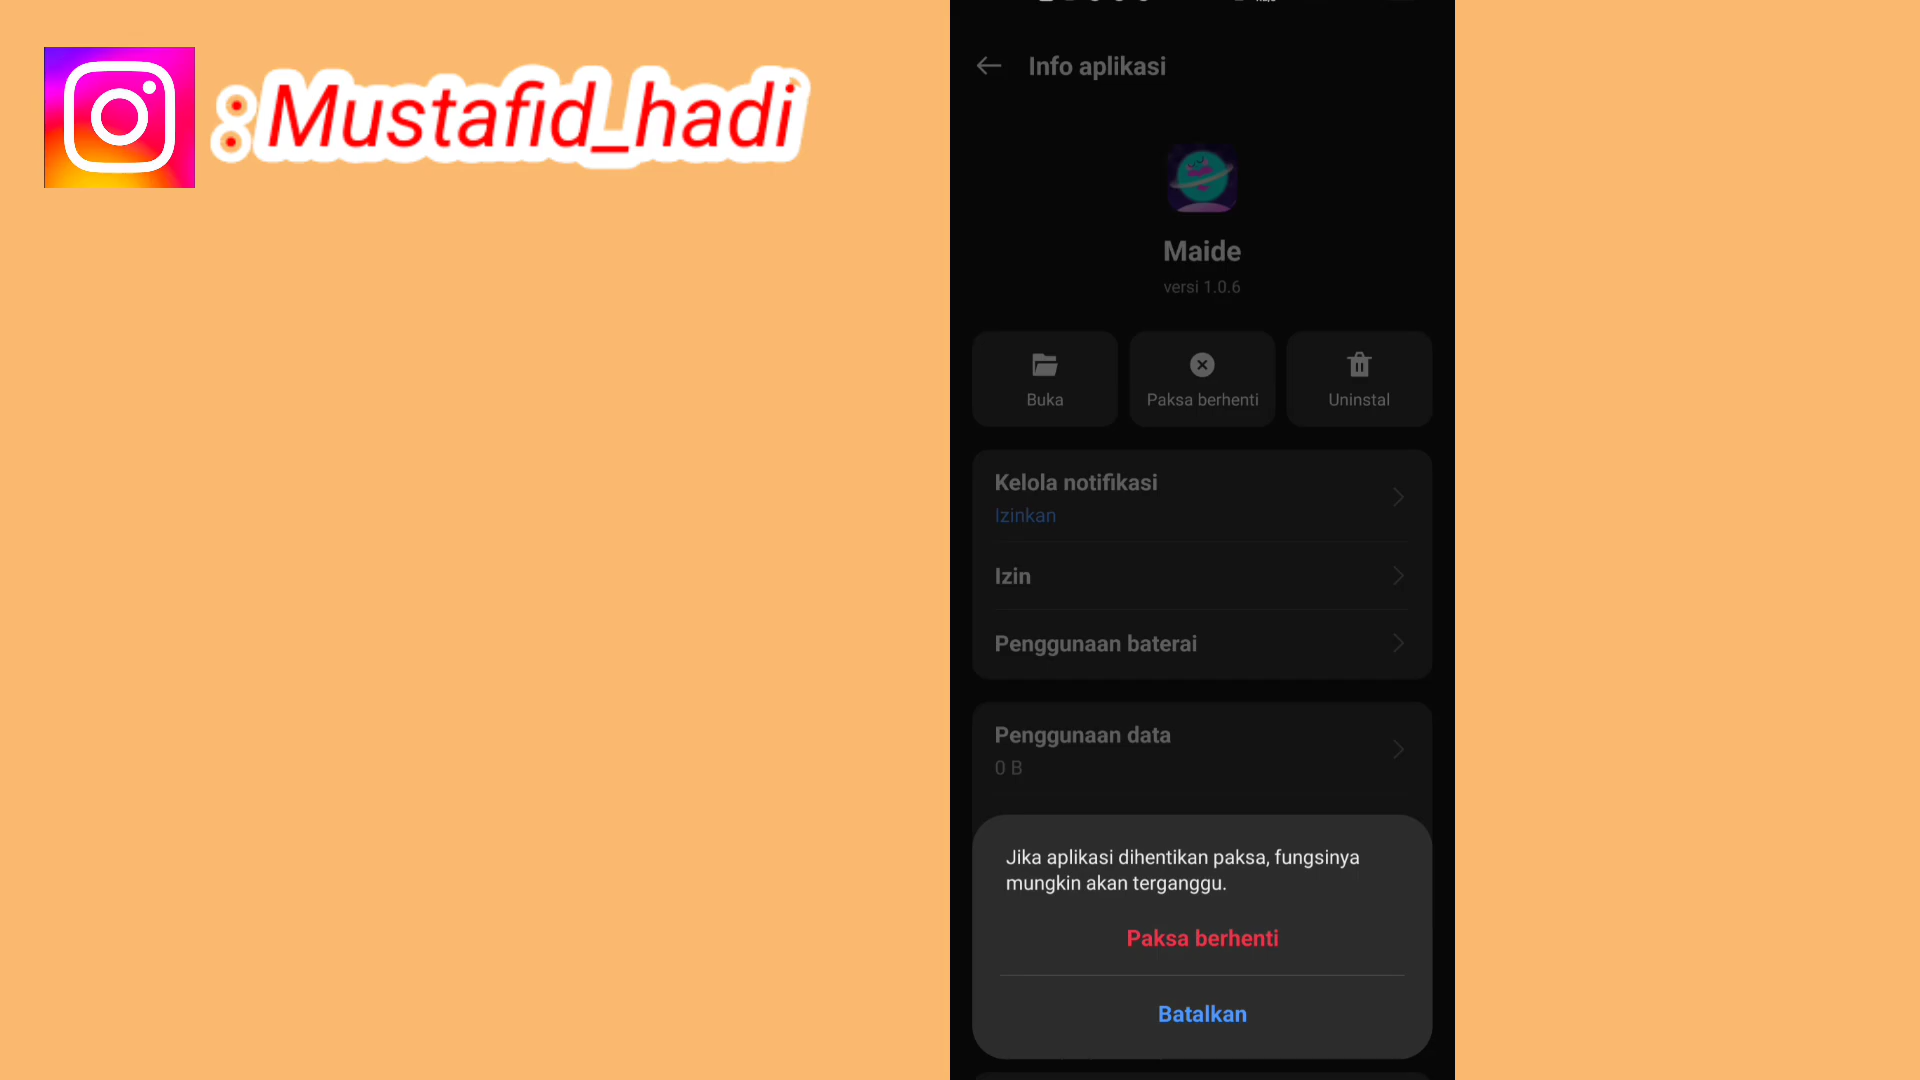 :Mustafid_hadi
Info aplikasi
Maide
versi 1.0.6
Buka
Paksa berhenti
Uninstal
Kelola notifikasi
Izinkan
Izin
Penggunaan baterai
Penggunaan data
0 B
Jika aplikasi dihentikan paksa, fungsinya
mungkin akan terganggu.
Paksa berhenti
Batalkan